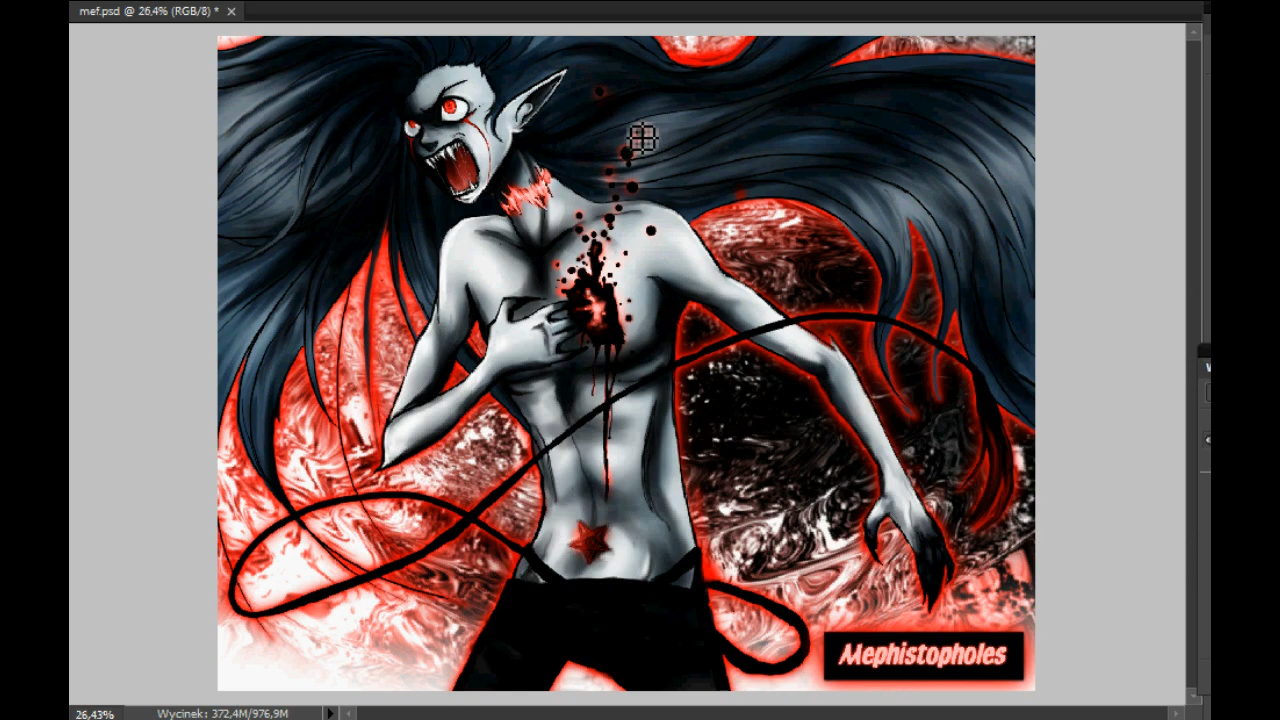 mef.psd @ 26,4% (RGB/8) *
Mephistopholes
26,43%
Wycinek: 372,4M/976,9M